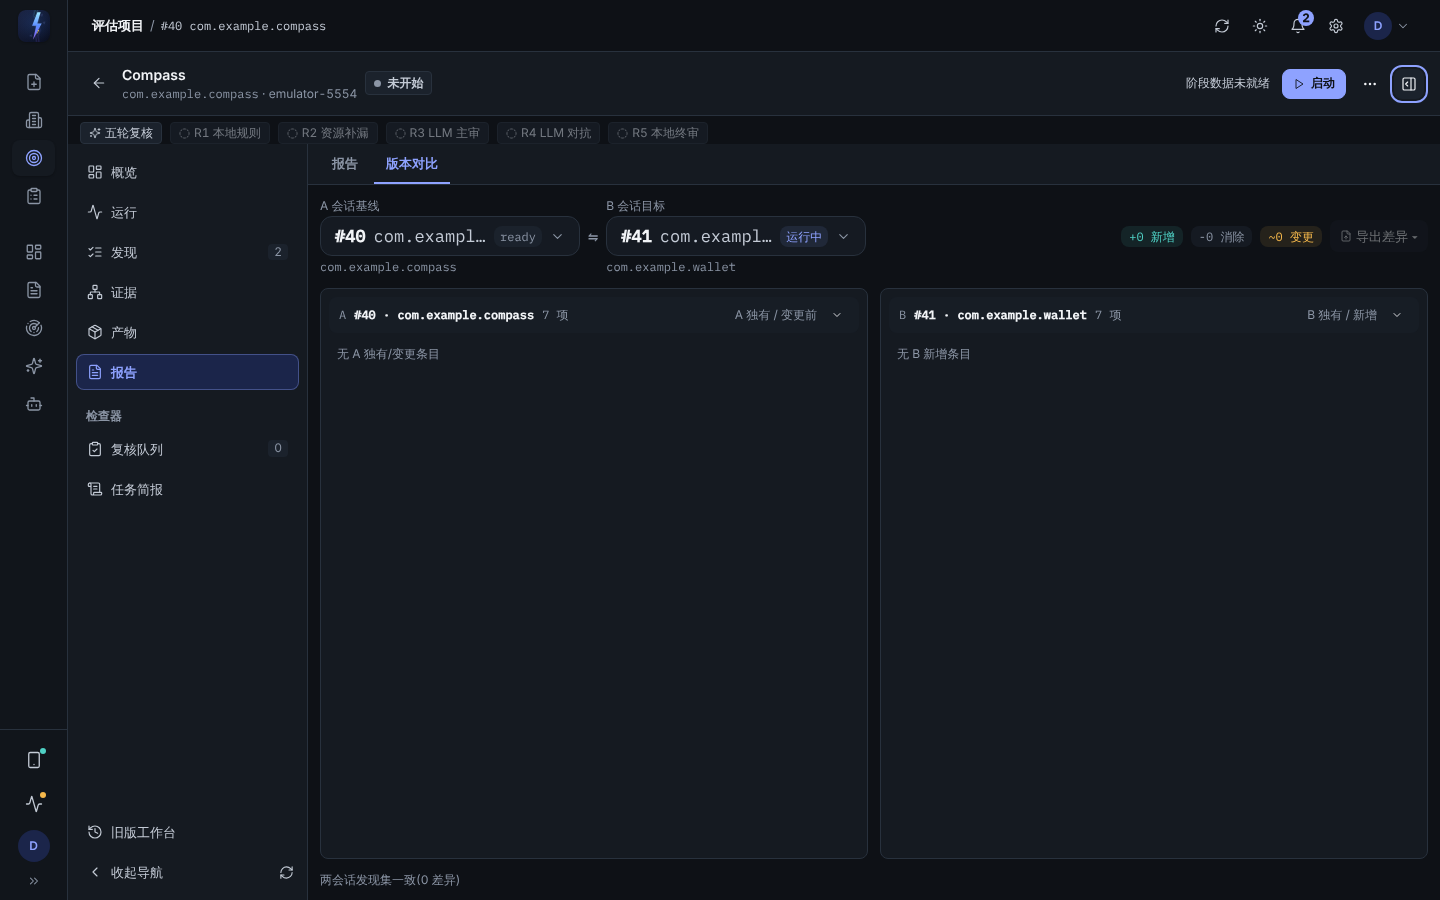 评估项目 / #40 com.example.compass
2
D
Compass
com.example.compass · emulator-5554
未开始
阶段数据未就绪
启动
五轮复核
R1 本地规则
R2 资源补漏
R3 LLM 主审
R4 LLM 对抗
R5 本地终审
概览
运行
发现 2
证据
产物
报告
检查器
复核队列 0
任务简报
旧版工作台
收起导航
D
报告
版本对比
A 会话基线
#40 com.exampl… ready
com.example.compass
⇋
B 会话目标
#41 com.exampl… 运行中
com.example.wallet
+0 新增
-0 消除
~0 变更
导出差异
A #40 · com.example.compass 7 项
A 独有 / 变更前
无 A 独有/变更条目
B #41 · com.example.wallet 7 项
B 独有 / 新增
无 B 新增条目
两会话发现集一致(0 差异)